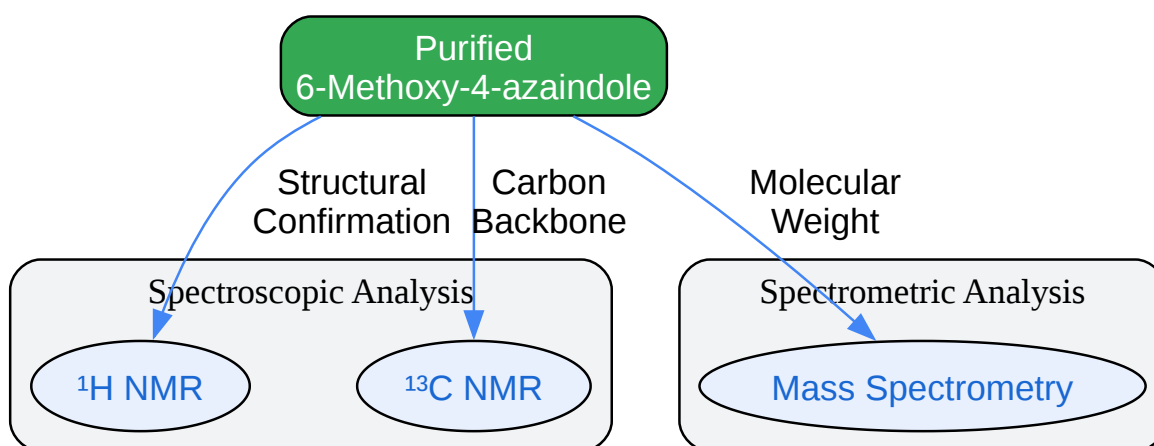 Purified
6-Methoxy-4-azaindole
Structural
Confirmation
Carbon
Backbone
Molecular
Weight
Spectroscopic Analysis
Spectrometric Analysis
¹H NMR
¹³C NMR
Mass Spectrometry